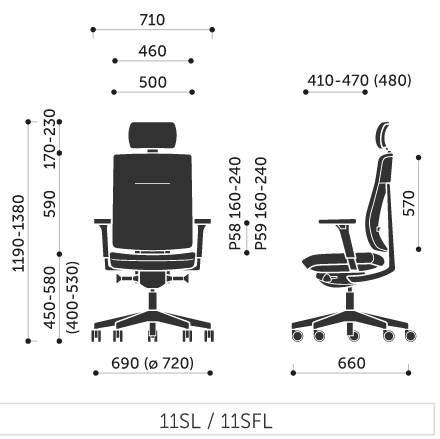 710
460
500
410-470 (480)
170-230
590
1190-1380
450-580
(400-530)
P58 160-240
P59 160-240
570
690 (ø 720)
660
11SL / 11SFL